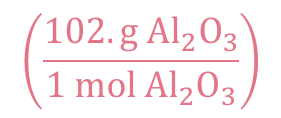 (102. g Al₂O₃
1 mol Al₂O₃)